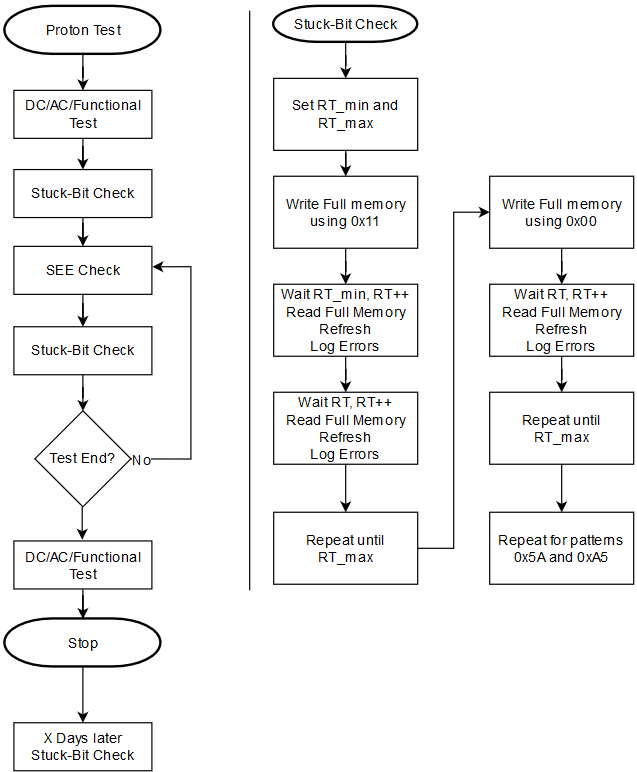 Proton Test
DC/AC/Functional
Test
Stuck-Bit Check
SEE Check
Stuck-Bit Check
Test End?
No
DC/AC/Functional
Test
Stop
X Days later
Stuck-Bit Check
Stuck-Bit Check
Set RT_min and
RT_max
Write Full memory
using 0x11
Wait RT_min, RT++
Read Full Memory
Refresh
Log Errors
Wait RT, RT++
Read Full Memory
Refresh
Log Errors
Repeat until
RT_max
Write Full memory
using 0x00
Wait RT, RT++
Read Full Memory
Refresh
Log Errors
Repeat until
RT_max
Repeat for patterns
0x5A and 0xA5